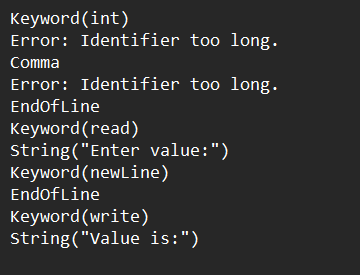 Keyword(int)
Error: Identifier too long.
Comma
Error: Identifier too long.
EndOfLine
Keyword(read)
String("Enter value:")
Keyword(newLine)
EndOfLine
Keyword(write)
String("Value is:")